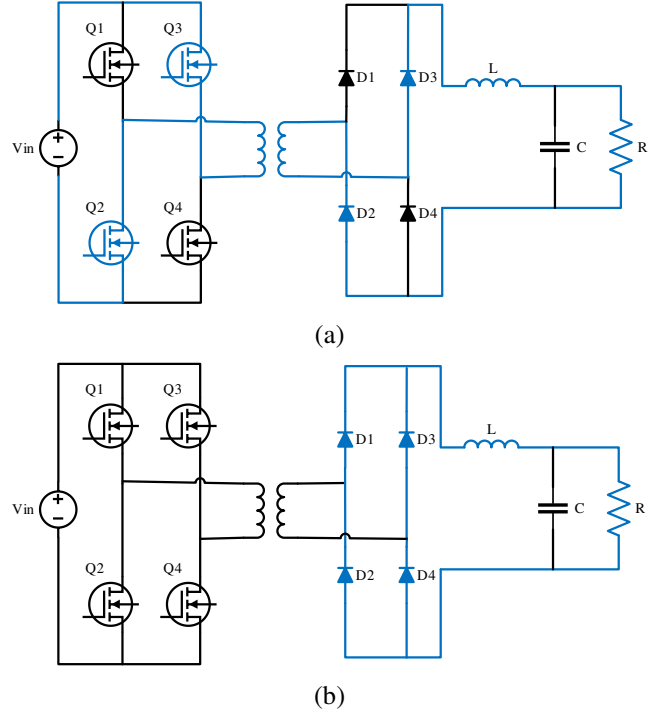 Q1 Q3
D1 D3
L
Vin
C R
Q2 Q4
D2 D4
(a)
Q1 Q3
D1 D3
L
Vin
C R
Q2 Q4
D2 D4
(b)